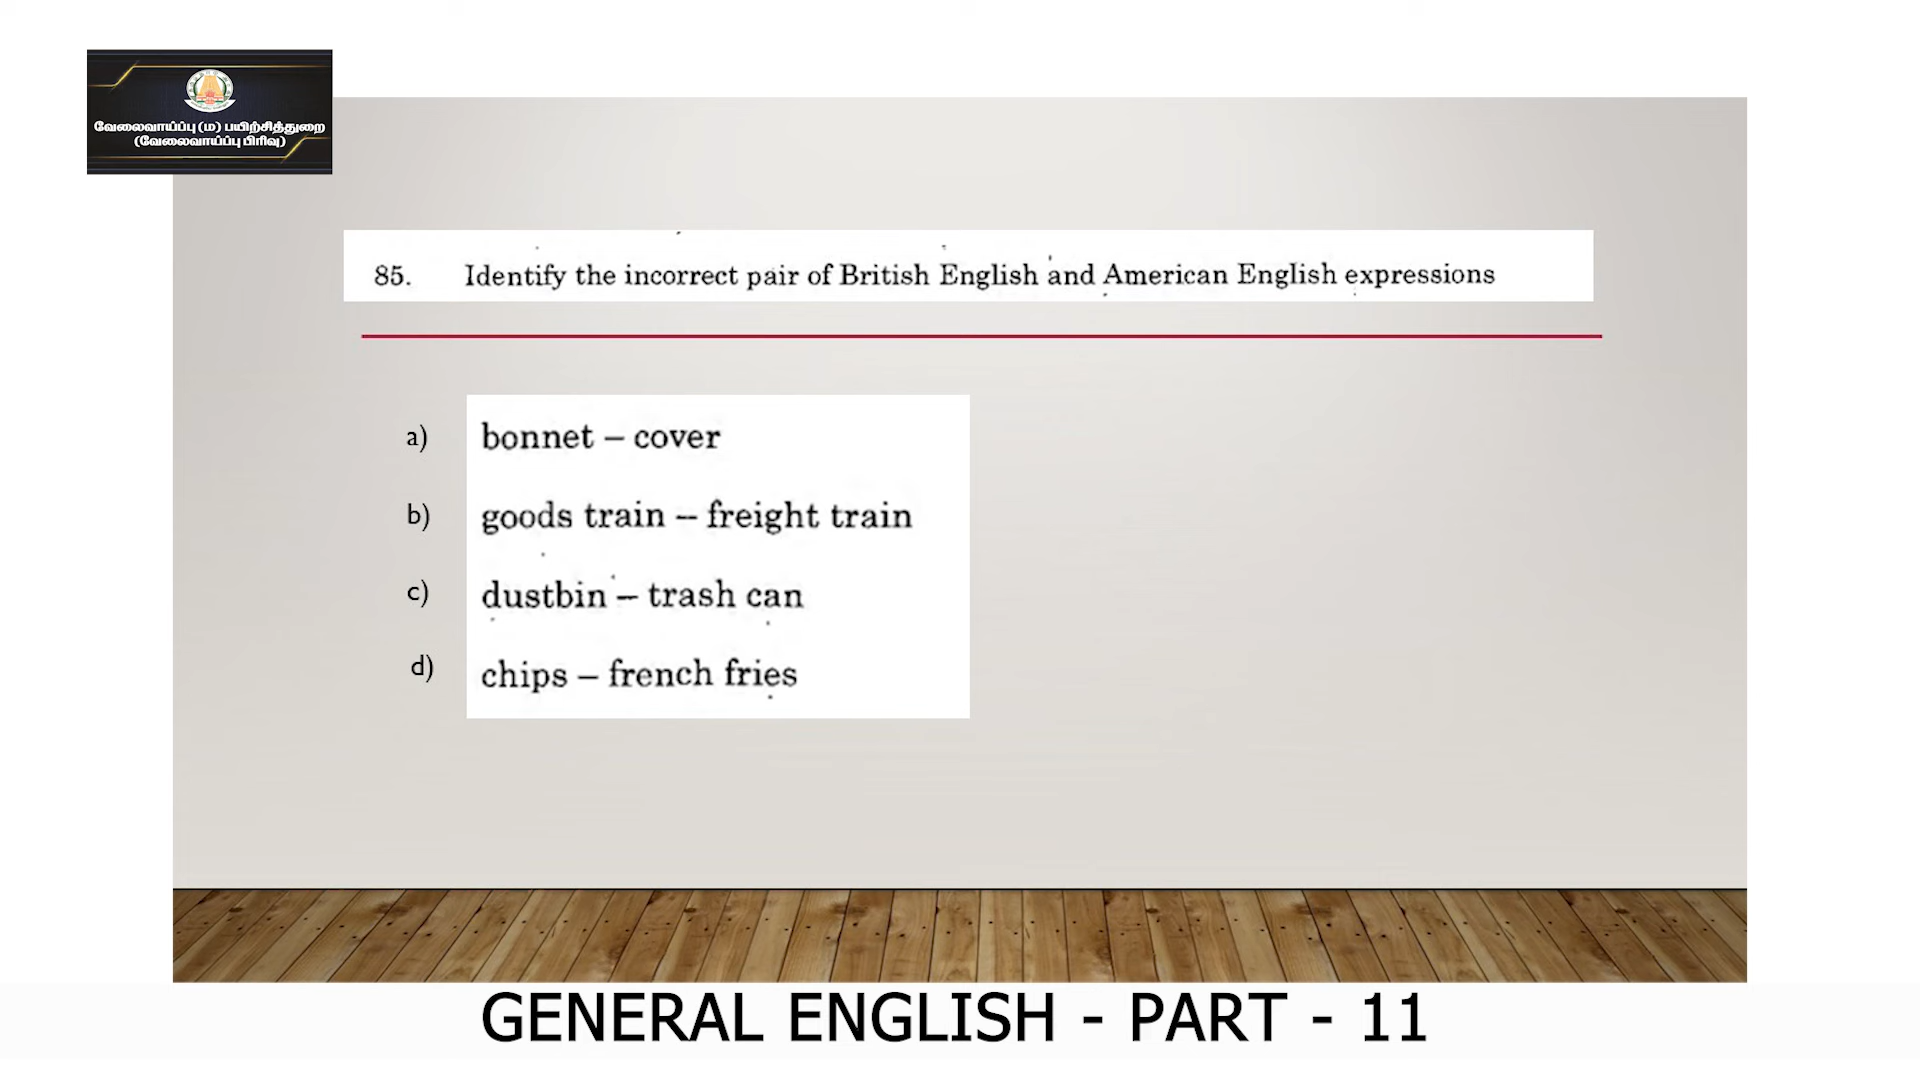 வேலைவாய்ப்பு (ம) பயிற்சித்துறை
(வேலைவாய்ப்பு பிரிவு)
85. Identify the incorrect pair of British English and American English expressions
a) bonnet – cover
b) goods train – freight train
c) dustbin – trash can
d) chips – french fries
GENERAL ENGLISH - PART - 11